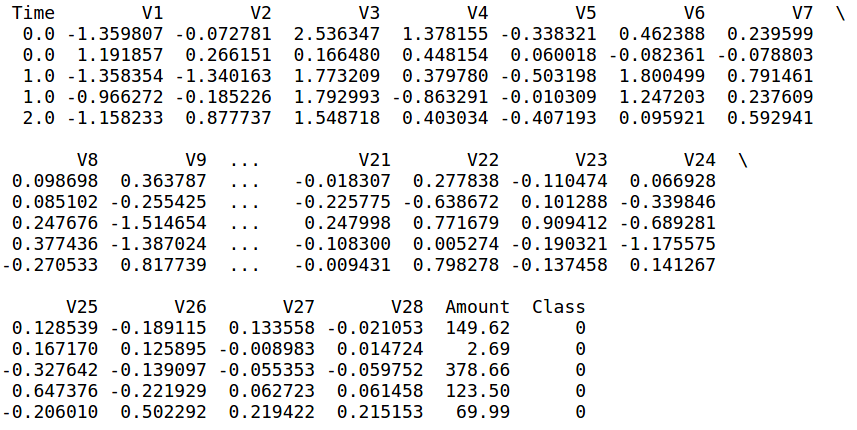 Time V1 V2 V3 V4 V5 V6 V7 \
0.0 -1.359807 -0.072781 2.536347 1.378155 -0.338321 0.462388 0.239599
0.0 1.191857 0.266151 0.166480 0.448154 0.060018 -0.082361 -0.078803
1.0 -1.358354 -1.340163 1.773209 0.379780 -0.503198 1.800499 0.791461
1.0 -0.966272 -0.185226 1.792993 -0.863291 -0.010309 1.247203 0.237609
2.0 -1.158233 0.877737 1.548718 0.403034 -0.407193 0.095921 0.592941
V8 V9 ... V21 V22 V23 V24 \
0.098698 0.363787 ... -0.018307 0.277838 -0.110474 0.066928
0.085102 -0.255425 ... -0.225775 -0.638672 0.101288 -0.339846
0.247676 -1.514654 ... 0.247998 0.771679 0.909412 -0.689281
0.377436 -1.387024 ... -0.108300 0.005274 -0.190321 -1.175575
-0.270533 0.817739 ... -0.009431 0.798278 -0.137458 0.141267
V25 V26 V27 V28 Amount Class
0.128539 -0.189115 0.133558 -0.021053 149.62 0
0.167170 0.125895 -0.008983 0.014724 2.69 0
-0.327642 -0.139097 -0.055353 -0.059752 378.66 0
0.647376 -0.221929 0.062723 0.061458 123.50 0
-0.206010 0.502292 0.219422 0.215153 69.99 0